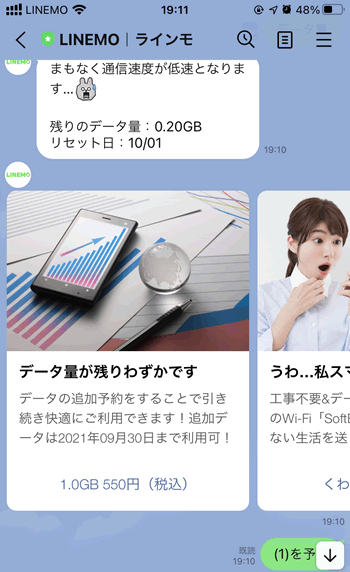 LINEMO 19:11 48%
LINEMO｜ラインモ
LINEMO
まもなく通信速度が低速となりま
す…
残りのデータ量：0.20GB
リセット日：10/01
19:10
LINEMO
データ量が残りわずかです
データの追加予約をすることで引き
続き快適にご利用できます！追加デ
ータは2021年09月30日まで利用可！
1.0GB 550円（税込）
うわ…私スマ
工事不要&デー
のWi-Fi「SoftB
ない生活を送
くわ
19:10
既読
19:10
(1)を予